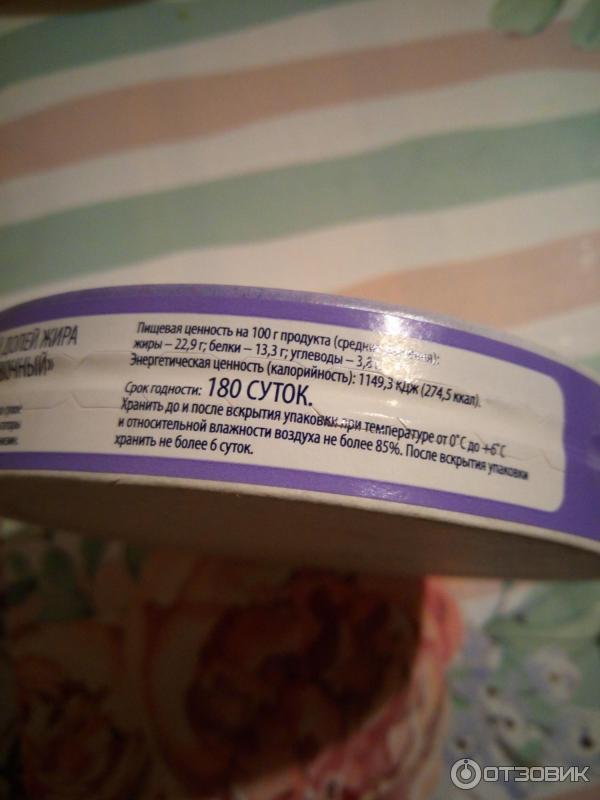 ДОЛЕЙ ЖИРА
Пищевая ценность на 100 г продукта
жиры – 22,9 г; белки – 13,3 г; углеводы – 3,8
Энергетическая ценность (калорийность): 1149,3 кДж (274,5 ккал).
Срок годности: 180 СУТОК.
Хранить до и после вскрытия упаковки при температуре от 0°С до +6°С
и относительной влажности воздуха не более 85%. После вскрытия упаковки
хранить не более 6 суток.
ОТЗОВИК